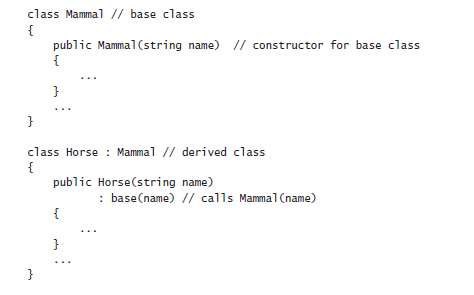 class Mammal // base class
{
    public Mammal(string name)  // constructor for base class
    {
        ...
    }
    ...
}
class Horse : Mammal // derived class
{
    public Horse(string name)
          : base(name) // calls Mammal(name)
    {
        ...
    }
    ...
}